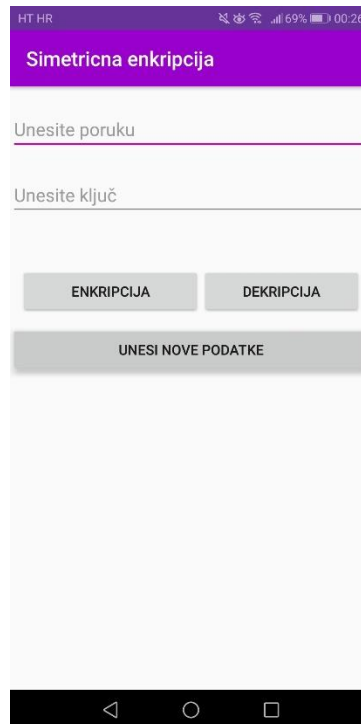 HT HR 69% 00:26
Simetricna enkripcija
Unesite poruku
Unesite ključ
ENKRIPCIJA DEKRIPCIJA
UNESI NOVE PODATKE